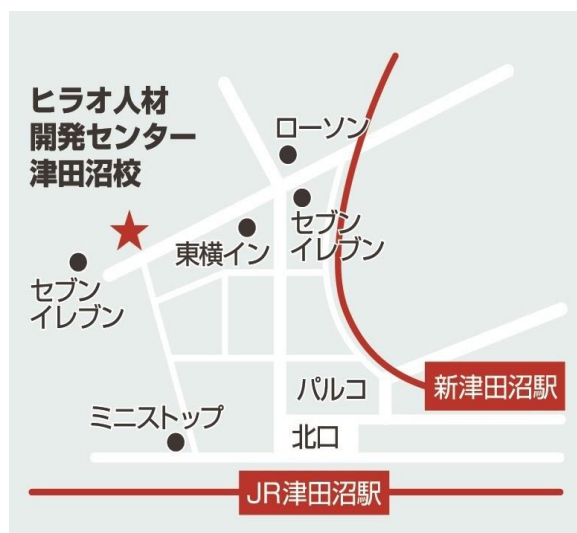 ヒラオ人材
開発センター
津田沼校
ローソン
セブン
イレブン
東横イン
セブン
イレブン
パルコ
新津田沼駅
ミニストップ
北口
JR津田沼駅